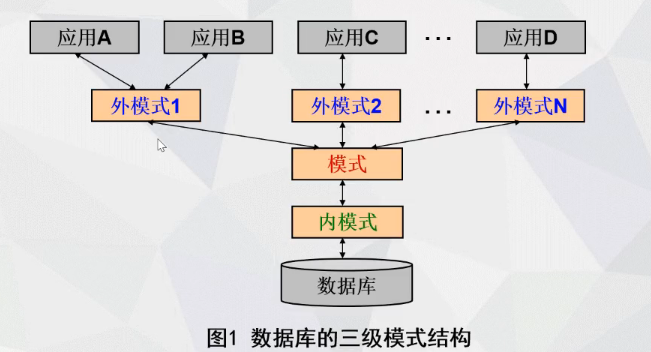 应用A 应用B 应用C ... 应用D
外模式1 外模式2 ... 外模式N
模式
内模式
数据库
图1 数据库的三级模式结构